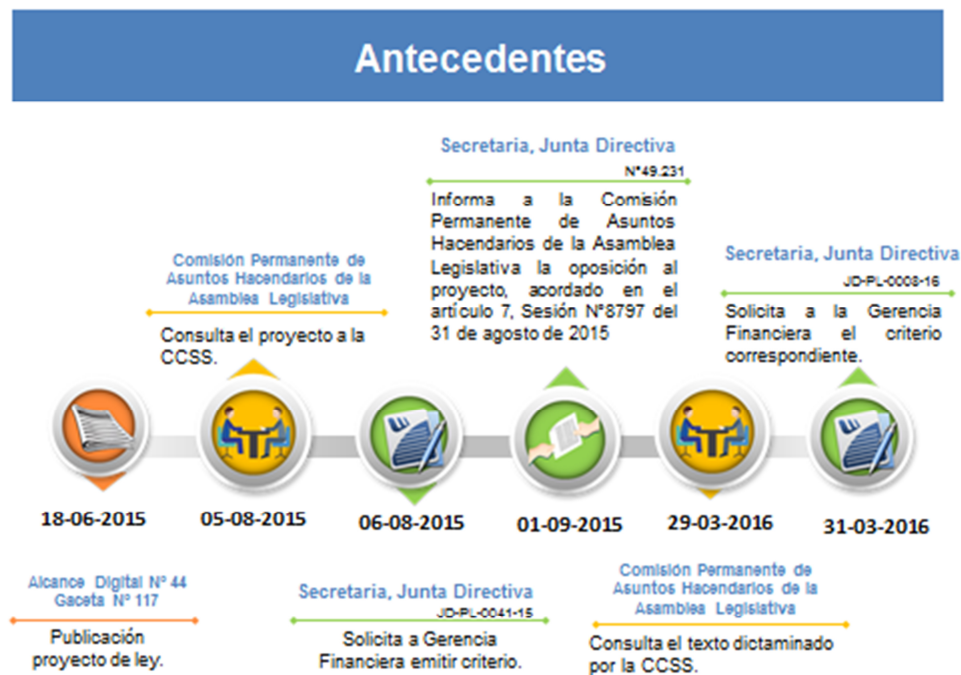 Antecedentes
Secretaria, Junta Directiva
N°49.231
Informa a la Comisión
Permanente de Asuntos
Hacendarios de la Asamblea
Legislativa la oposición al
proyecto, acordado en el
artículo 7, Sesión N°8797 del
31 de agosto de 2015
Comisión Permanente de
Asuntos Hacendarios de la
Asamblea Legislativa
Consulta el proyecto a la
CCSS.
Secretaria, Junta Directiva
JD-PL-0008-16
Solicita a la Gerencia
Financiera el criterio
correspondiente.
18-06-2015
05-08-2015
06-08-2015
01-09-2015
29-03-2016
31-03-2016
Alcance Digital Nº 44
Gaceta Nº 117
Publicación
proyecto de ley.
Secretaria, Junta Directiva
JD-PL-0041-15
Solicita a Gerencia
Financiera emitir criterio.
Comisión Permanente de
Asuntos Hacendarios de la
Asamblea Legislativa
Consulta el texto dictaminado
por la CCSS.